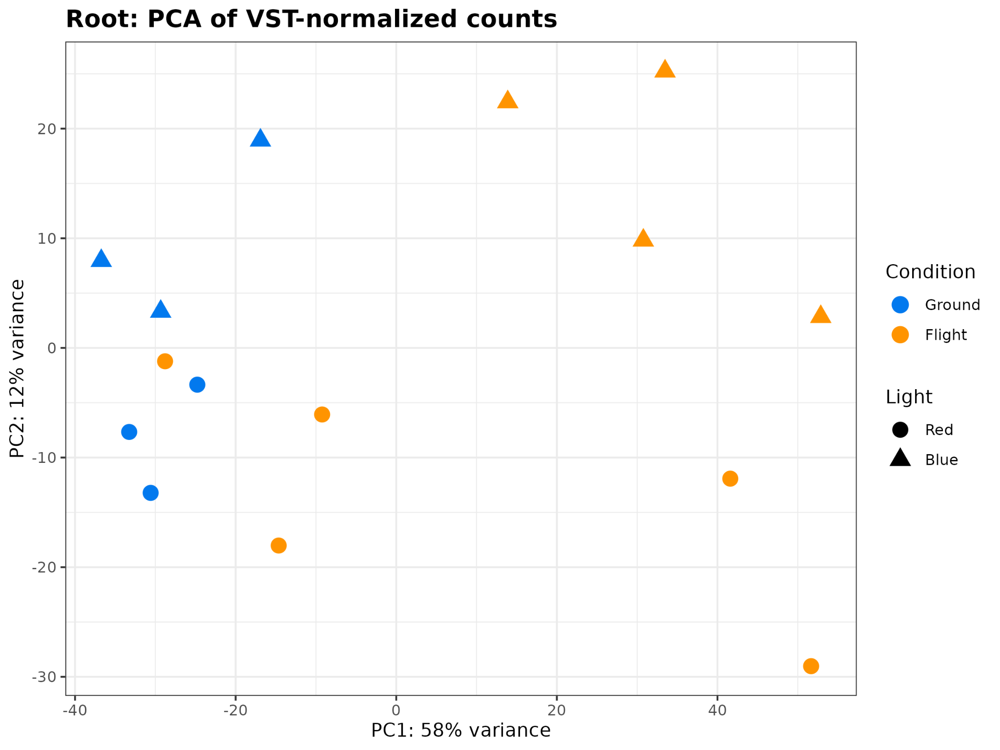 Root: PCA of VST-normalized counts
PC2: 12% variance
20
10
0
-10
-20
-30
-40
-20
0
20
40
PC1: 58% variance
Condition
Ground
Flight
Light
Red
Blue